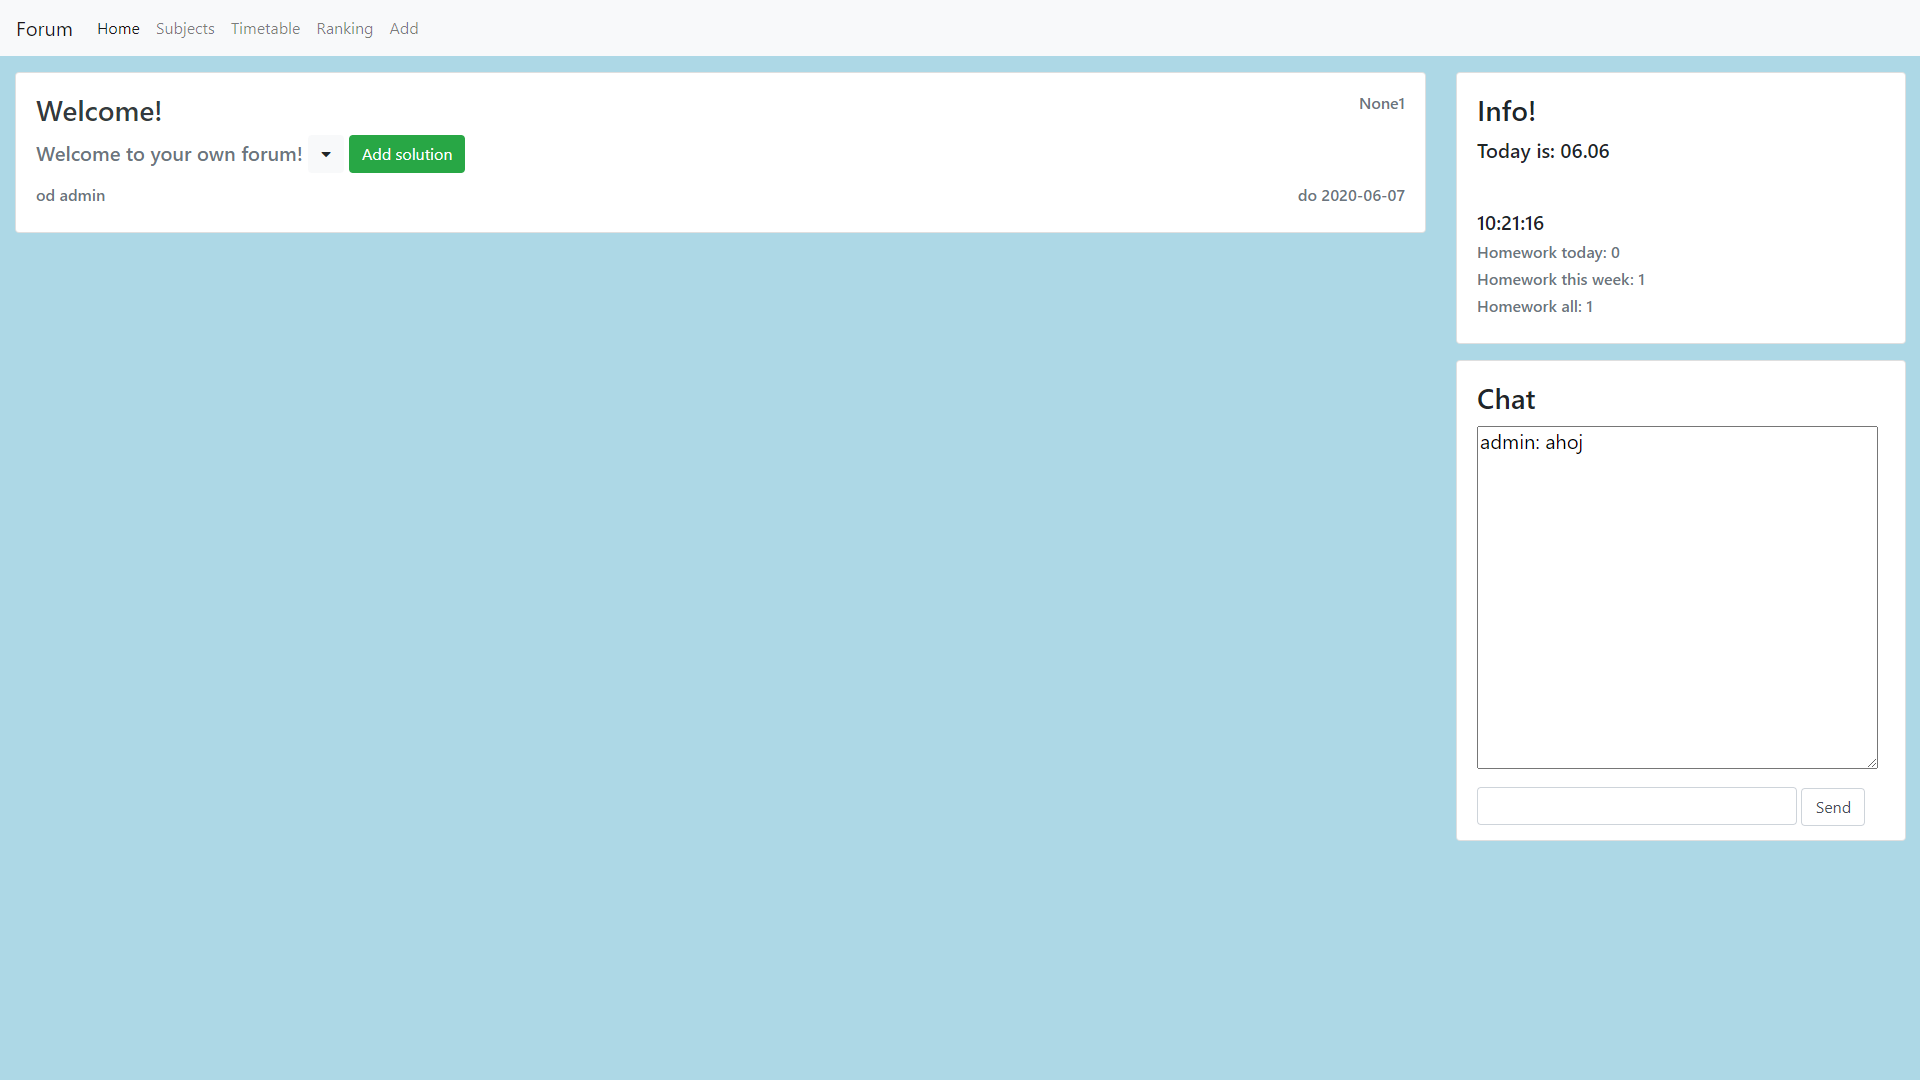 Forum Home Subjects Timetable Ranking Add
Welcome!
None1
Welcome to your own forum! Add solution
od admin
do 2020-06-07
Info!
Today is: 06.06
10:21:16
Homework today: 0
Homework this week: 1
Homework all: 1
Chat
admin: ahoj
Send